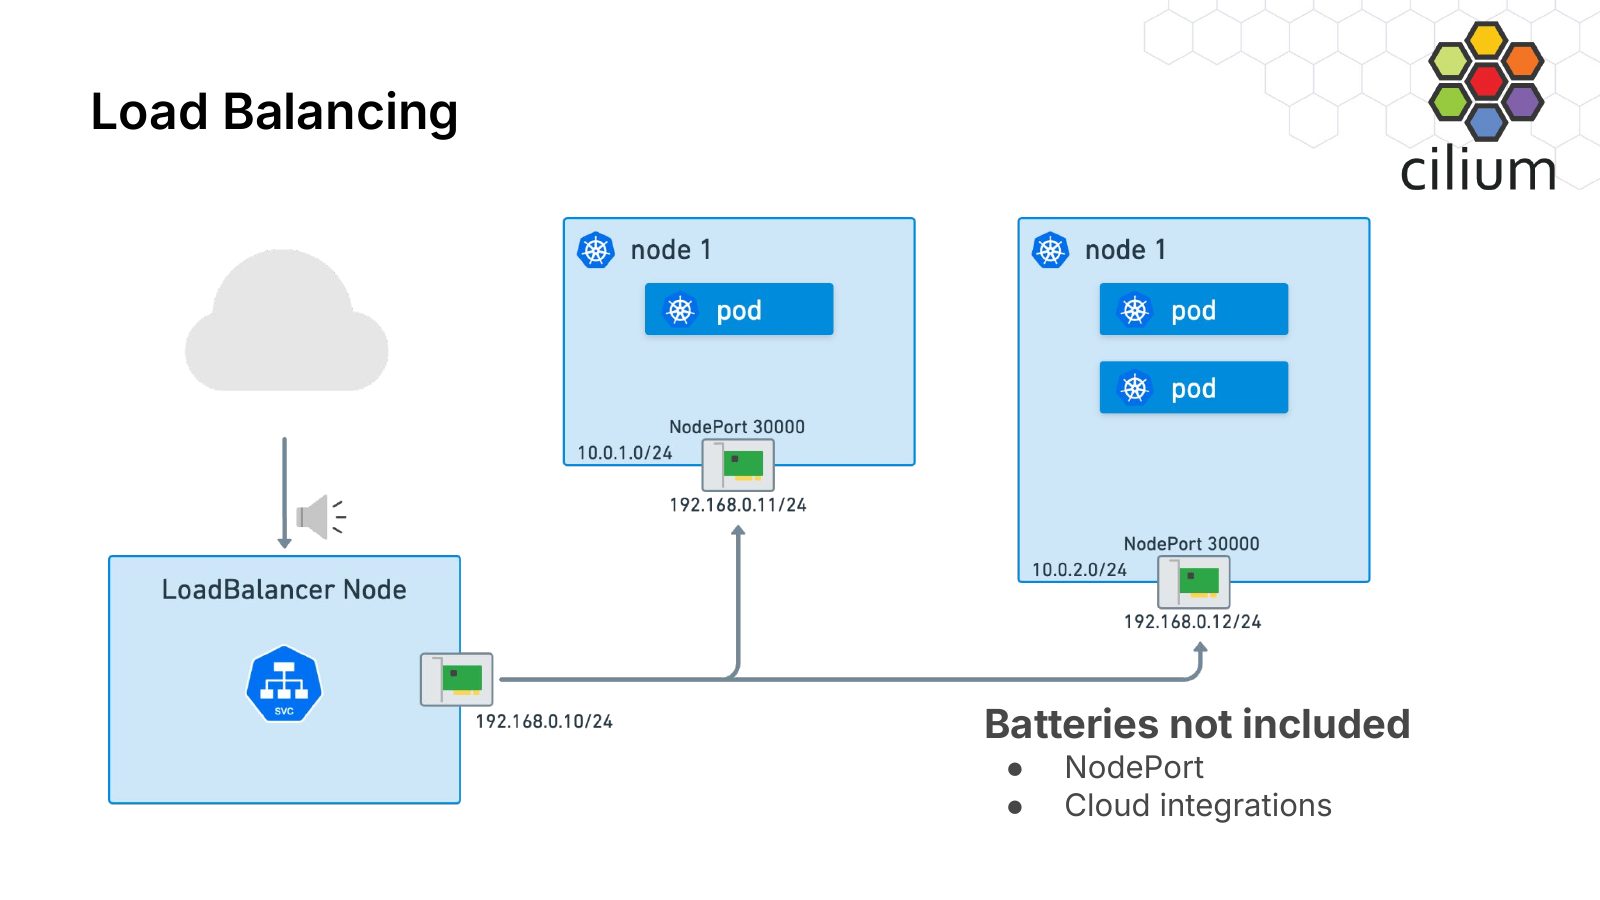 Load Balancing
cilium
node 1
pod
NodePort 30000
10.0.1.0/24
192.168.0.11/24
node 1
pod
pod
NodePort 30000
10.0.2.0/24
192.168.0.12/24
LoadBalancer Node
SVC
192.168.0.10/24
Batteries not included
● NodePort
● Cloud integrations